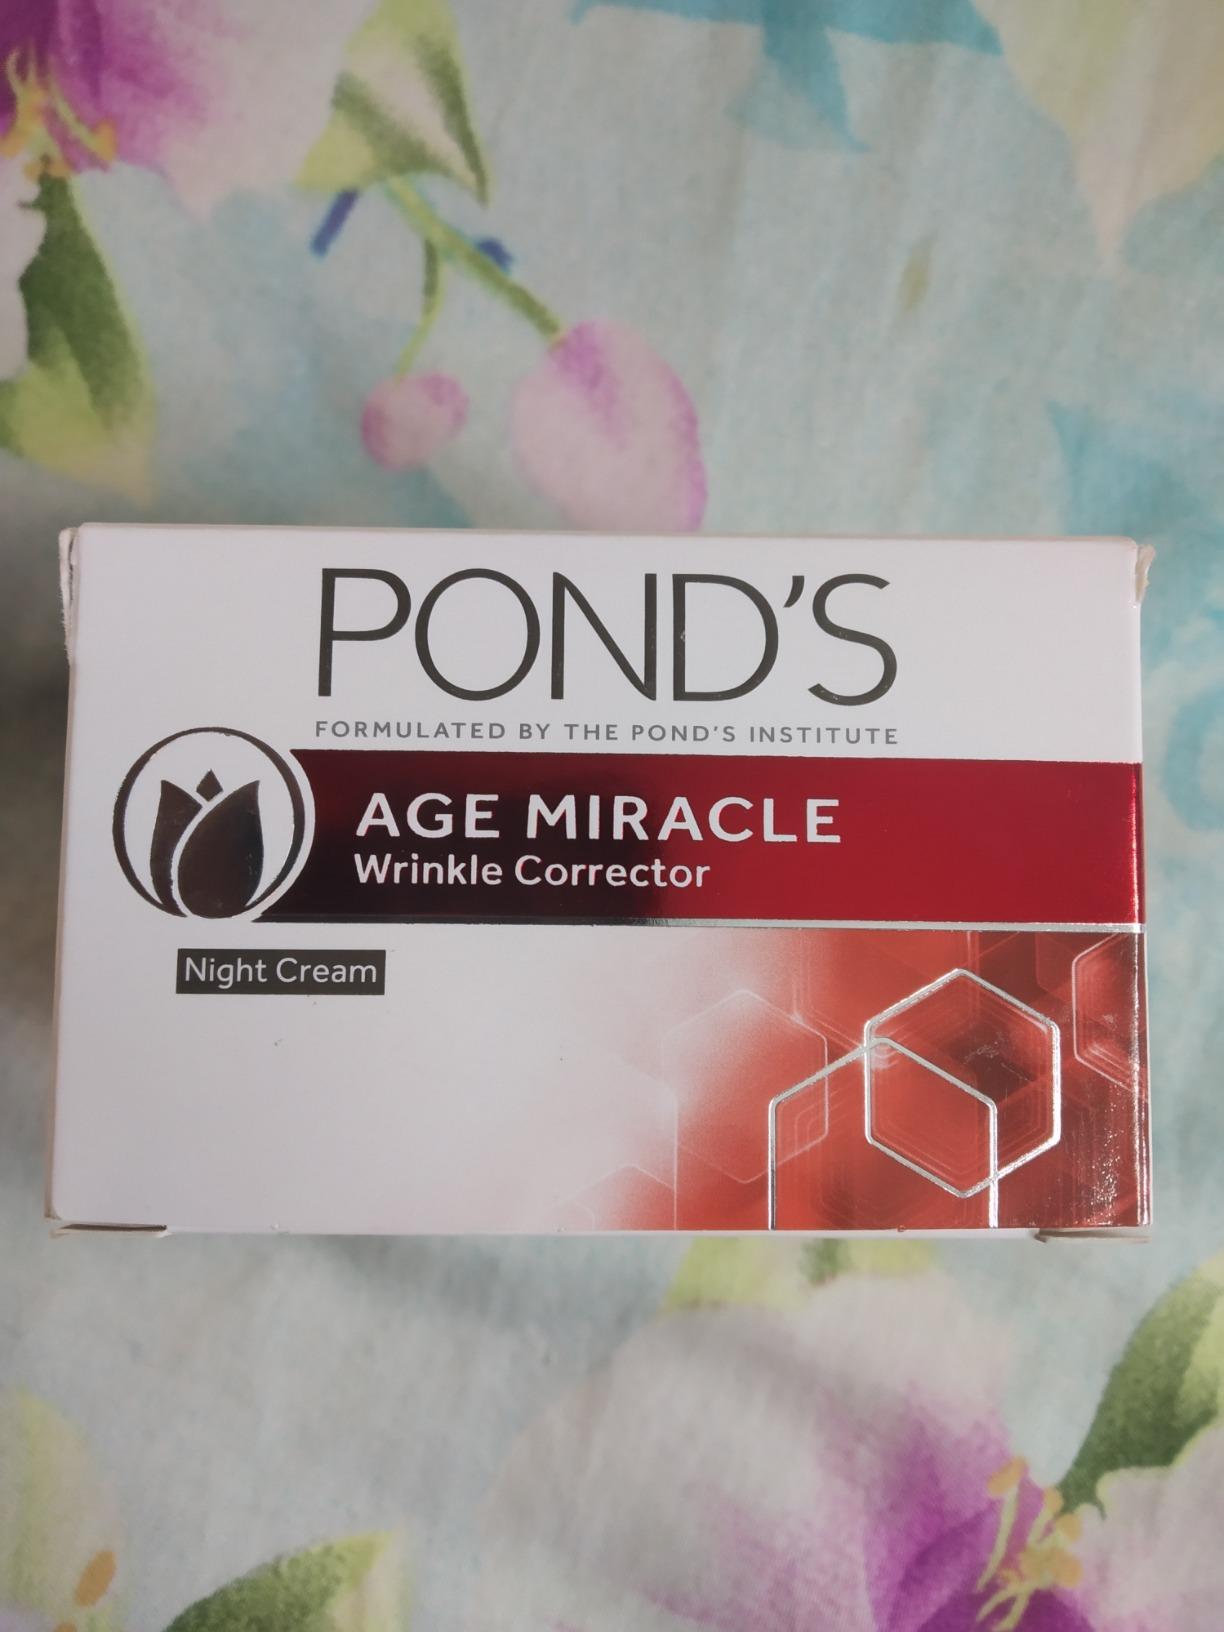 POND'S
FORMULATED BY THE POND'S INSTITUTE
AGE MIRACLE
Wrinkle Corrector
Night Cream